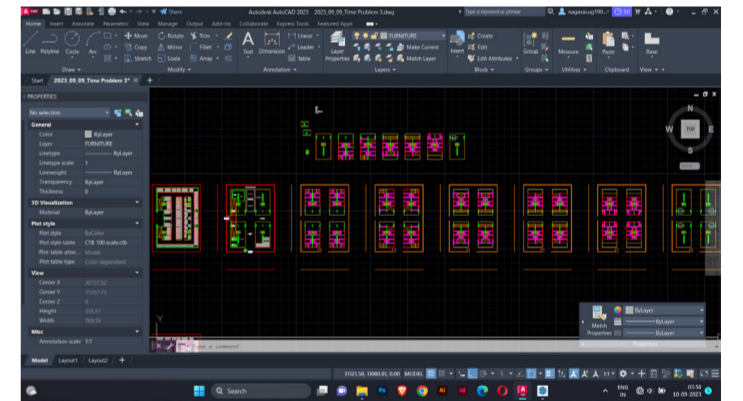 Share
Autodesk AutoCAD 2023 2023_09_09_Time Problem 3.dwg
Type a keyword or phrase
Home Insert Annotate Parametric View Manage Output Add-ins Collaborate Express Tools Featured Apps
Move Rotate Trim Linear FURNITURE Create
Line Polyline Circle Arc Copy Mirror Fillet Text Dimension Leader Layer Properties Make Current Insert Edit Group Measure Paste Base
Stretch Scale Array Table Match Layer Edit Attributes
Draw Modify Annotation Layers Block Groups Utilities Clipboard View
Start 2023_09_09_Time Problem 3*
PROPERTIES
No selection
General
Color ByLayer
Layer FURNITURE
Linetype ByLayer
Linetype scale 1
Lineweight ByLayer
Transparency ByLayer
Thickness 0
3D Visualization
Material ByLayer
Plot style
Plot style ByColor
Plot style table CTB 100 scale.ctb
Plot table attac... Model
Plot table type Color dependent
View
Center X
Center Y
Center Z 0
Height
Width
Misc
Annotation scale 1:1
N
W TOP E
S
Y
ByLayer
Match Properties ByLayer
ByLayer
Properties
Type a command
Model Layout1 Layout2 +
MODEL
1:1
Search
ENG
IN
03:54
10-09-2023